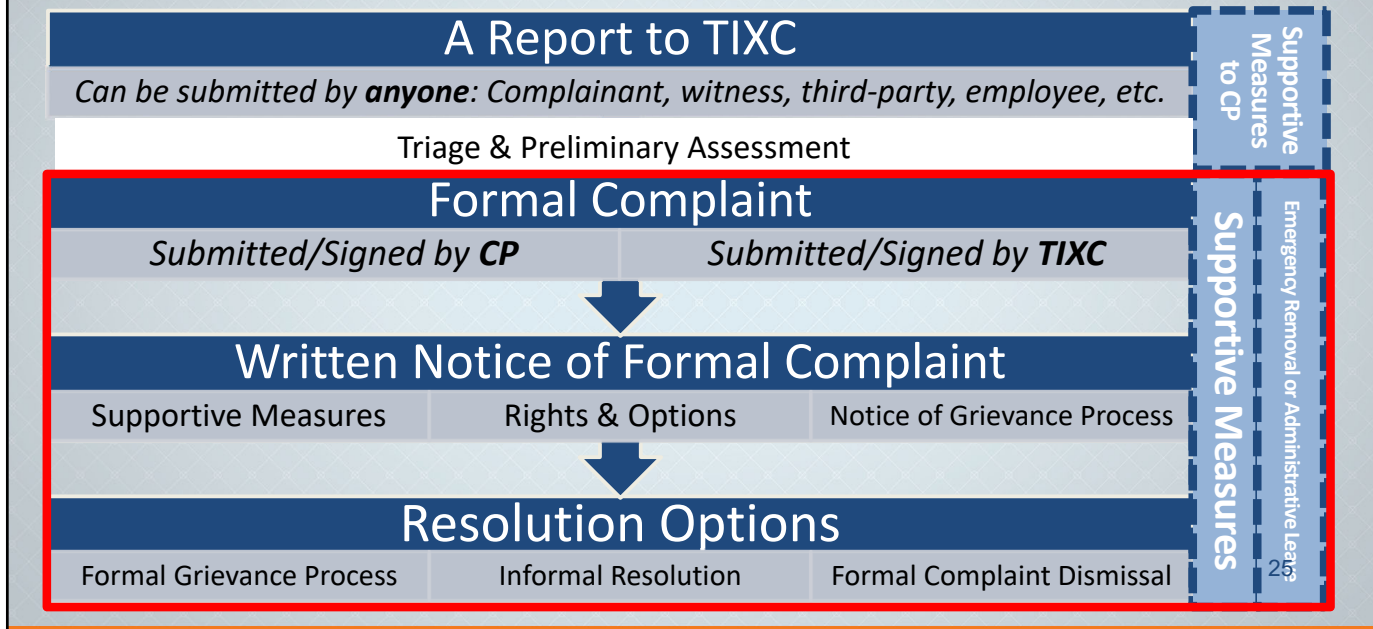 A Report to TIXC
Can be submitted by anyone: Complainant, witness, third-party, employee, etc.
Triage & Preliminary Assessment
Supportive
Measures
to CP
Formal Complaint
Submitted/Signed by CP
Submitted/Signed by TIXC
Written Notice of Formal Complaint
Supportive Measures
Rights & Options
Notice of Grievance Process
Resolution Options
Formal Grievance Process
Informal Resolution
Formal Complaint Dismissal
Supportive Measures
Emergency Removal or Administrative Leave
25